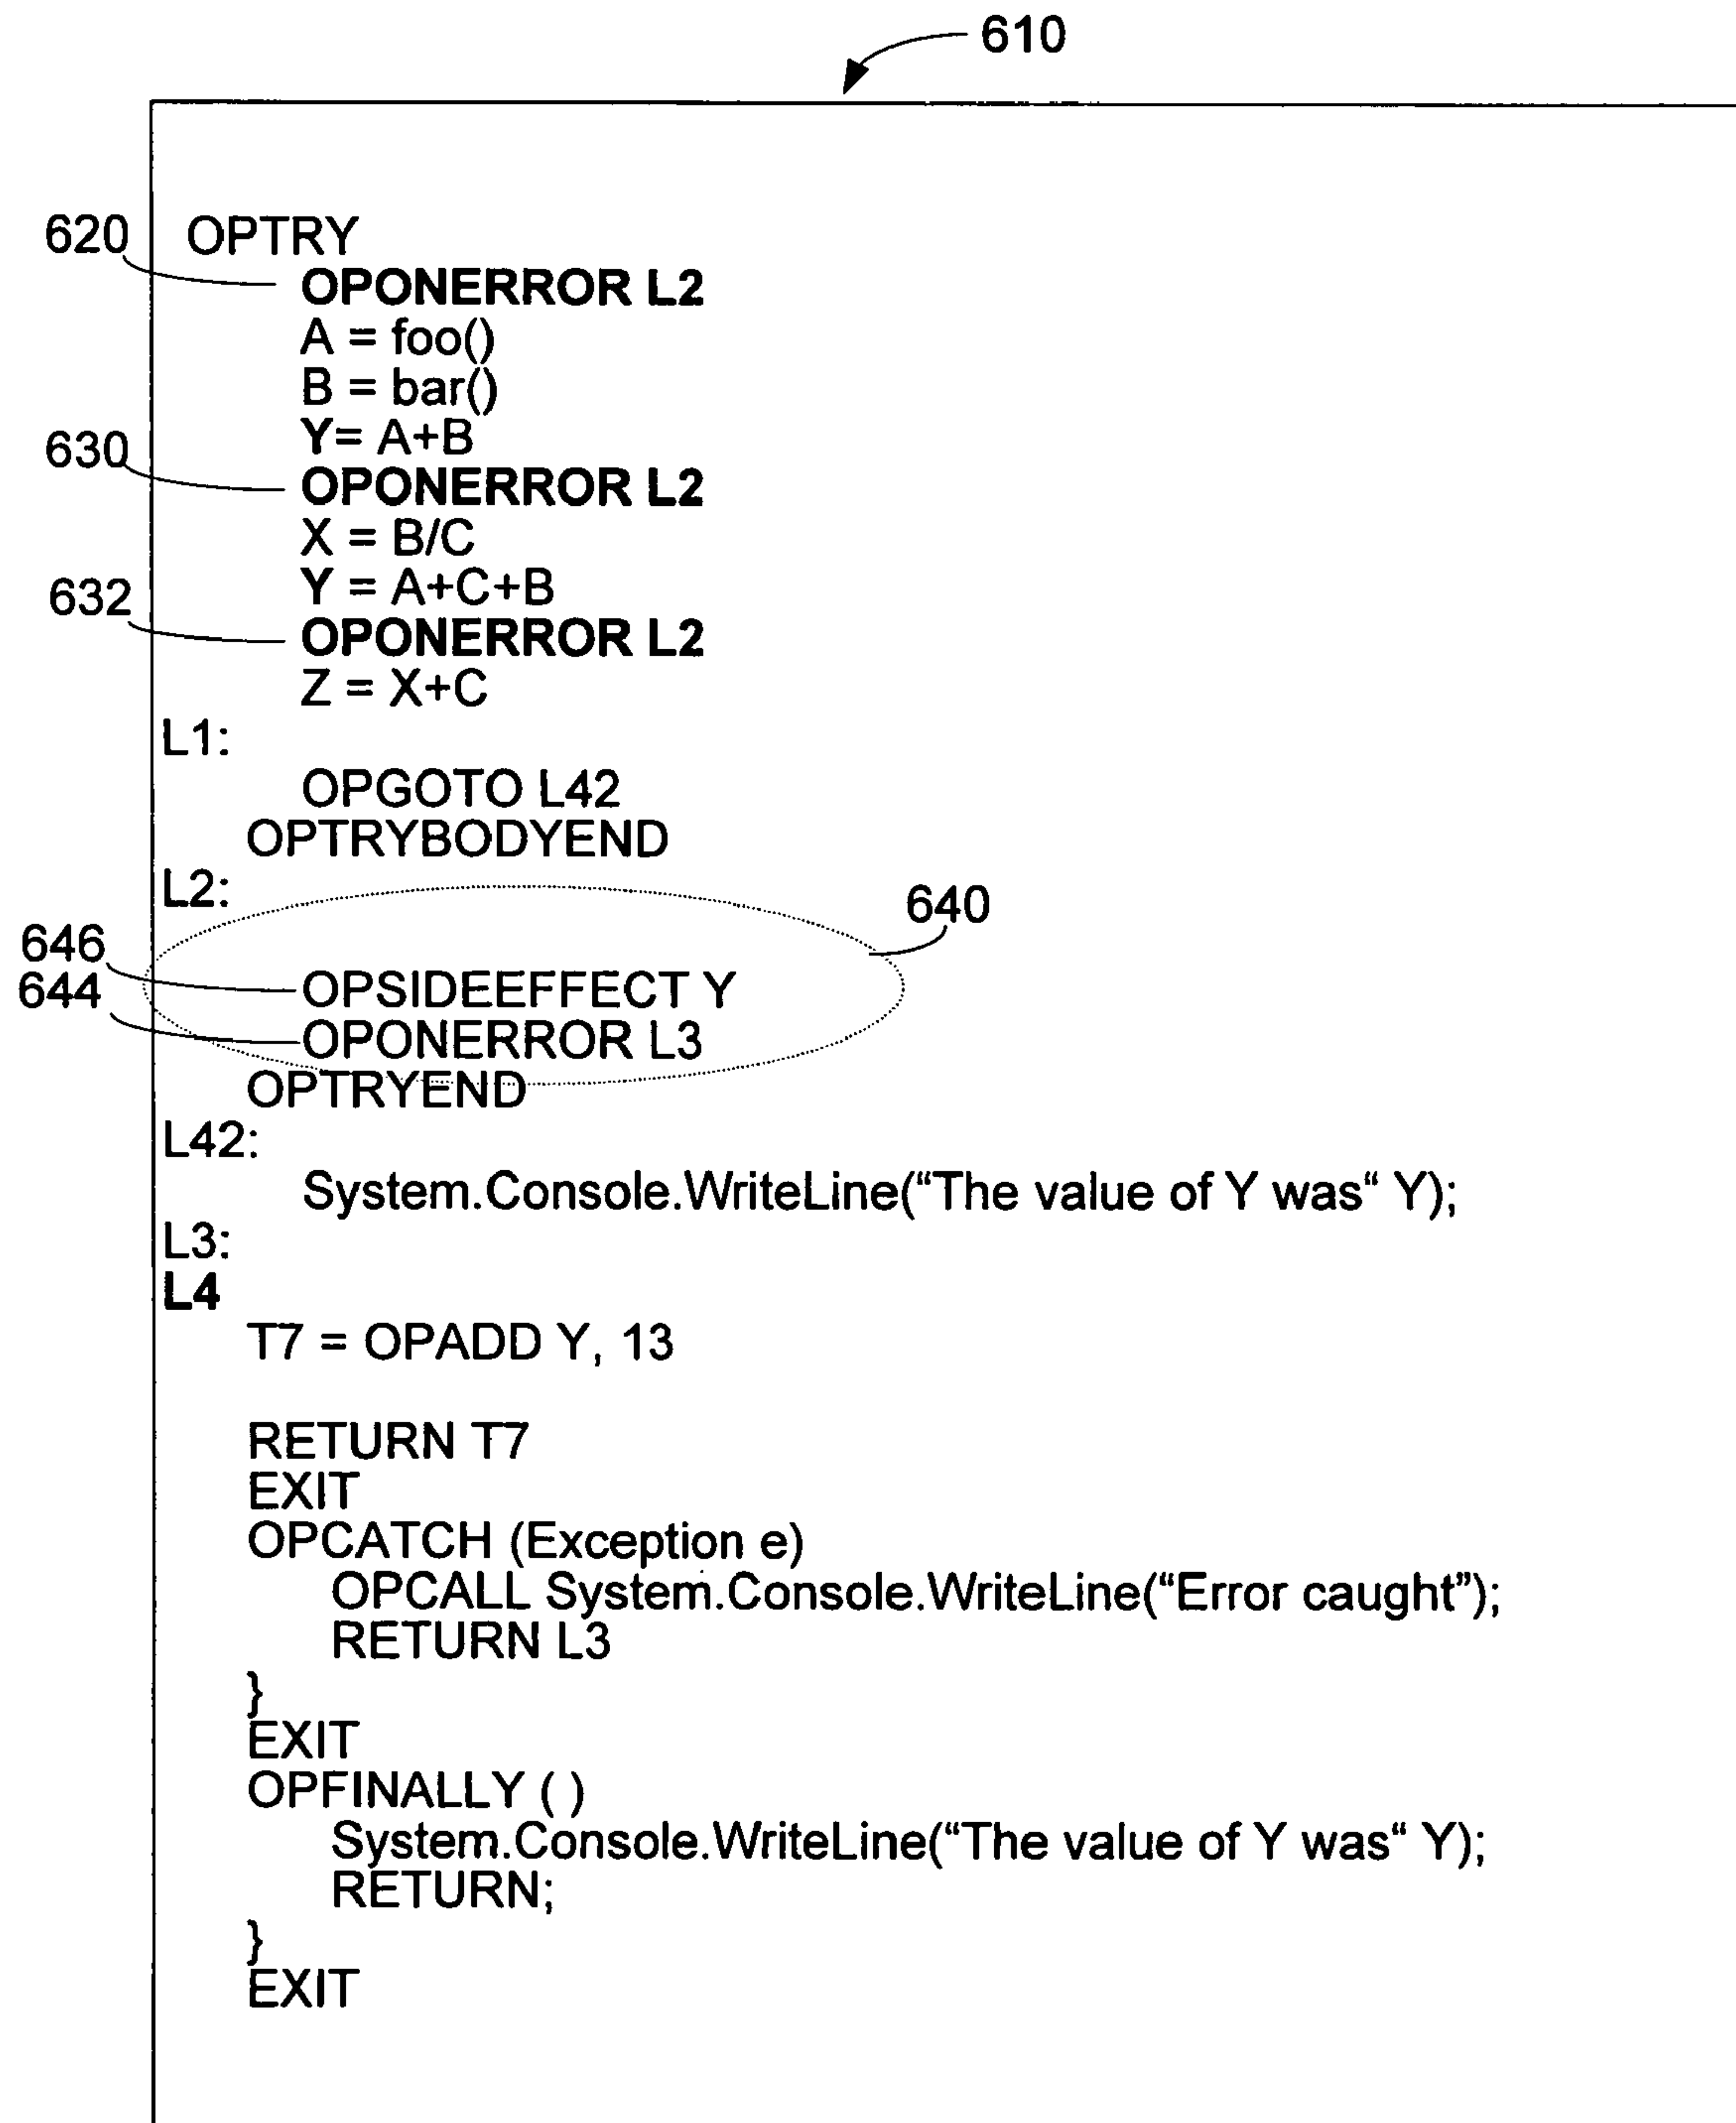 610
620 OPTRY
OPONERROR L2
A = foo()
B = bar()
Y= A+B
630 OPONERROR L2
X = B/C
Y = A+C+B
632 OPONERROR L2
Z = X+C
L1:
OPGOTO L42
OPTRYBODYEND
L2:
640
646 OPSIDEEFFECT Y
644 OPONERROR L3
OPTRYEND
L42:
System.Console.WriteLine(“The value of Y was“ Y);
L3:
L4
T7 = OPADD Y, 13
RETURN T7
EXIT
OPCATCH (Exception e)
OPCALL System.Console.WriteLine(“Error caught”);
RETURN L3
}
EXIT
OPFINALLY ( )
System.Console.WriteLine(“The value of Y was“ Y);
RETURN;
}
EXIT